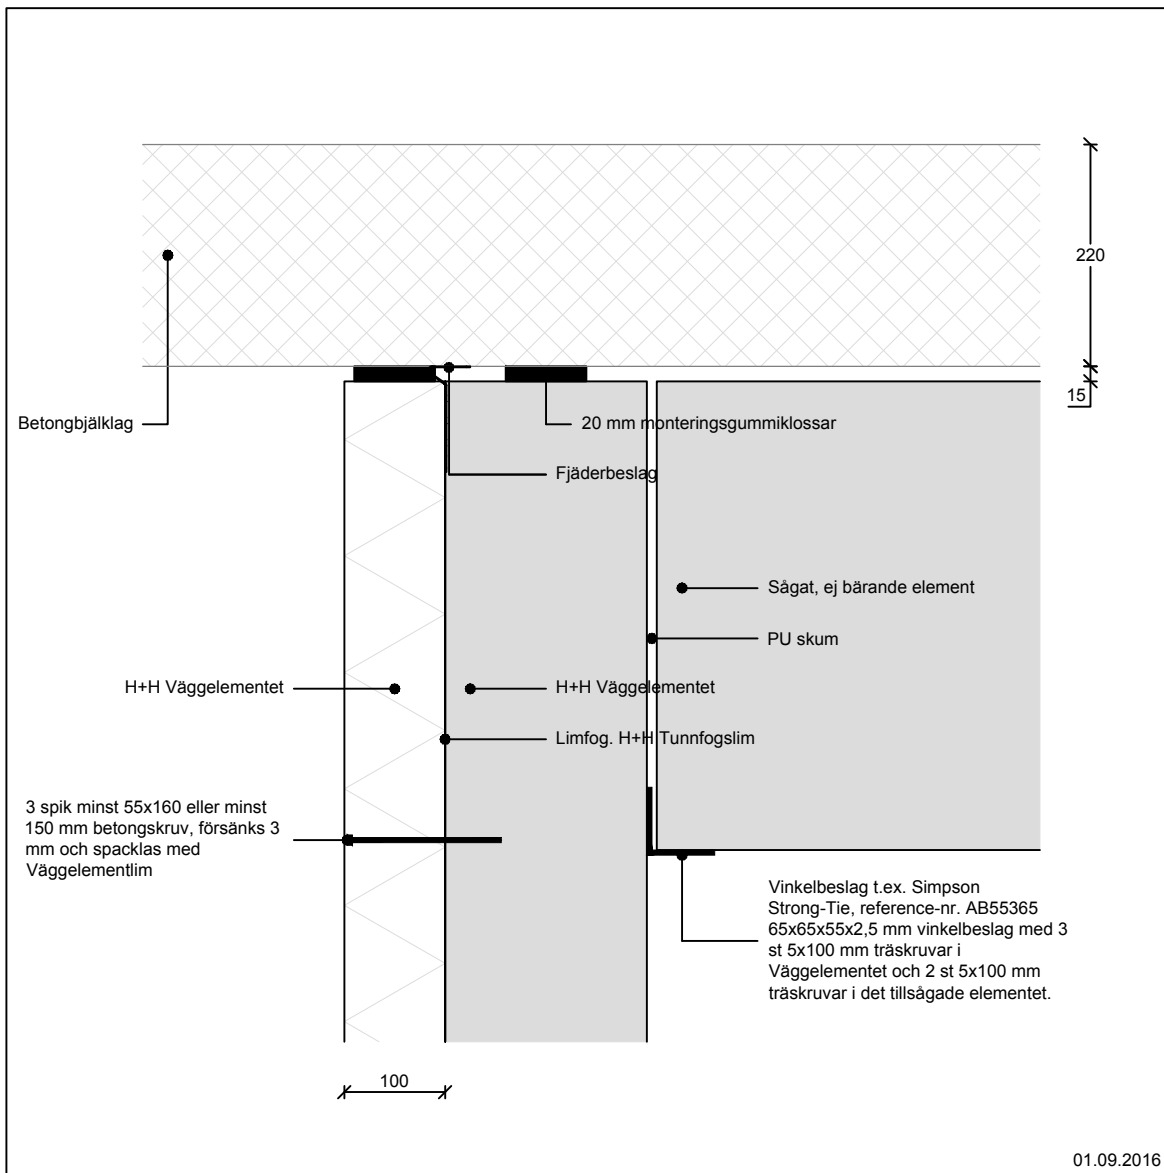 220
15
Betongbjälklag
20 mm monteringsgummiklossar
Fjäderbeslag
Sågat, ej bärande element
PU skum
H+H Väggelementet
H+H Väggelementet
Limfog. H+H Tunnfogslim
3 spik minst 55x160 eller minst
150 mm betongskruv, försänks 3
mm och spacklas med
Väggelementlim
Vinkelbeslag t.ex. Simpson
Strong-Tie, reference-nr. AB55365
65x65x55x2,5 mm vinkelbeslag med 3
st 5x100 mm träskruvar i
Väggelementet och 2 st 5x100 mm
träskruvar i det tillsågade elementet.
100
01.09.2016